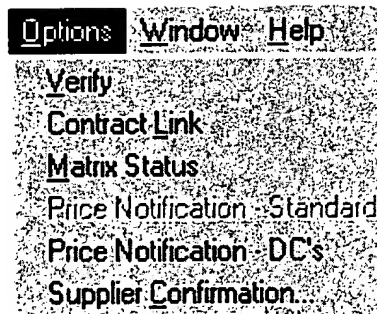 Options Window Help
Verify
Contract Link
Matrix Status
Price Notification - Standard
Price Notification - DC's
Supplier Confirmation...